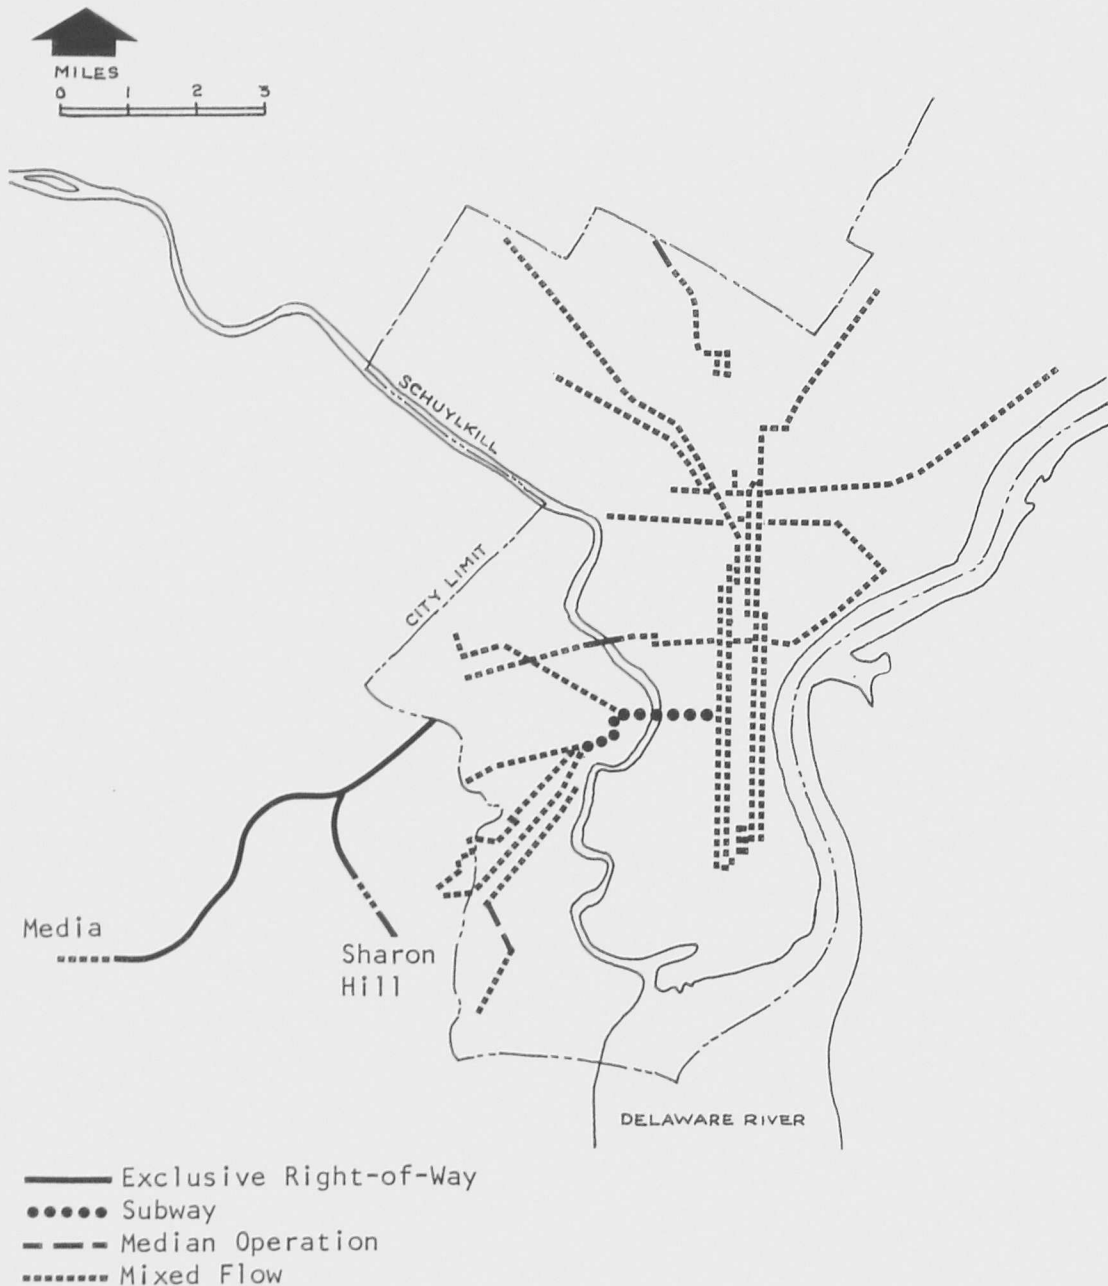 MILES
0 1 2 3
SCHUYLKILL
CITY LIMIT
Media
Sharon
Hill
DELAWARE RIVER
Exclusive Right-of-Way
Subway
Median Operation
Mixed Flow